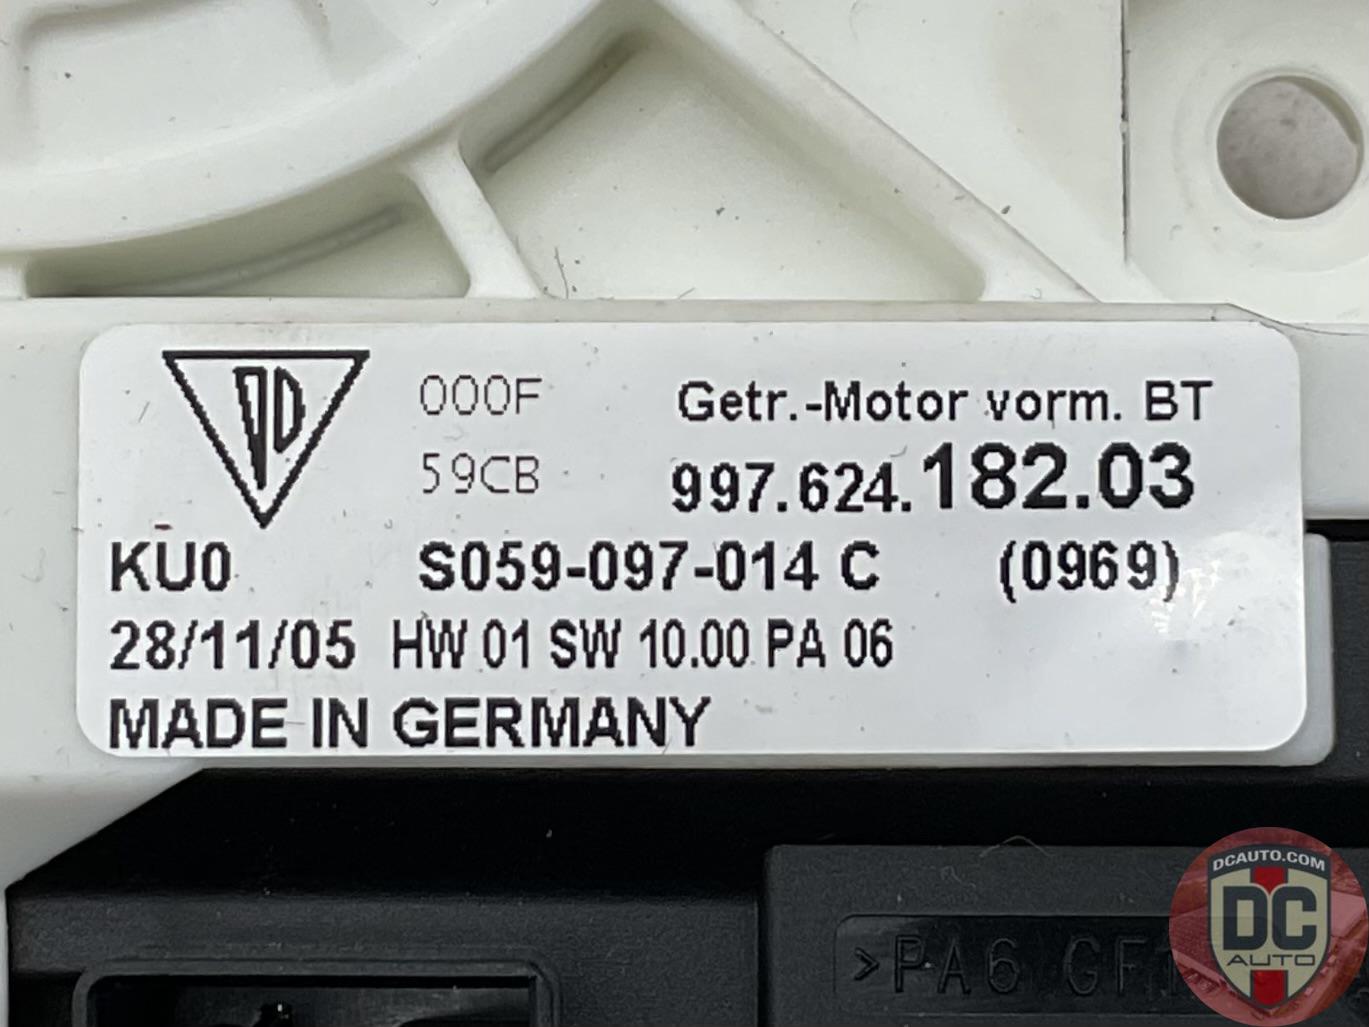 000F
59CB
Getr.-Motor vorm. BT
997.624.182.03
KU0 S059-097-014 C (0969)
28/11/05 HW 01 SW 10.00 PA 06
MADE IN GERMANY
>PA6 GF
DCAUTO.COM
DC
AUTO